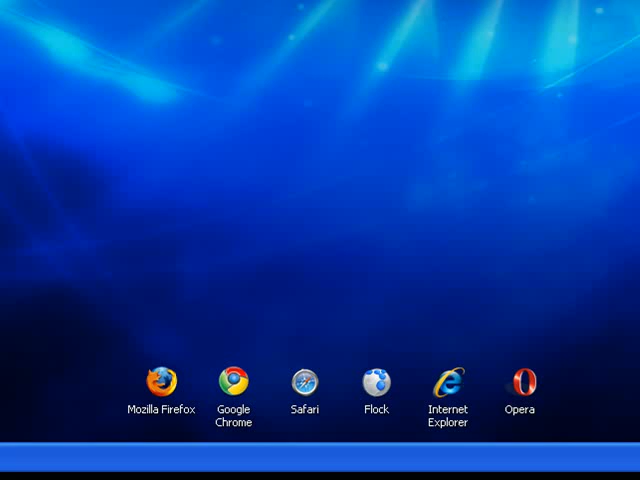 Mozilla Firefox
Google
Chrome
Safari
Flock
Internet
Explorer
Opera